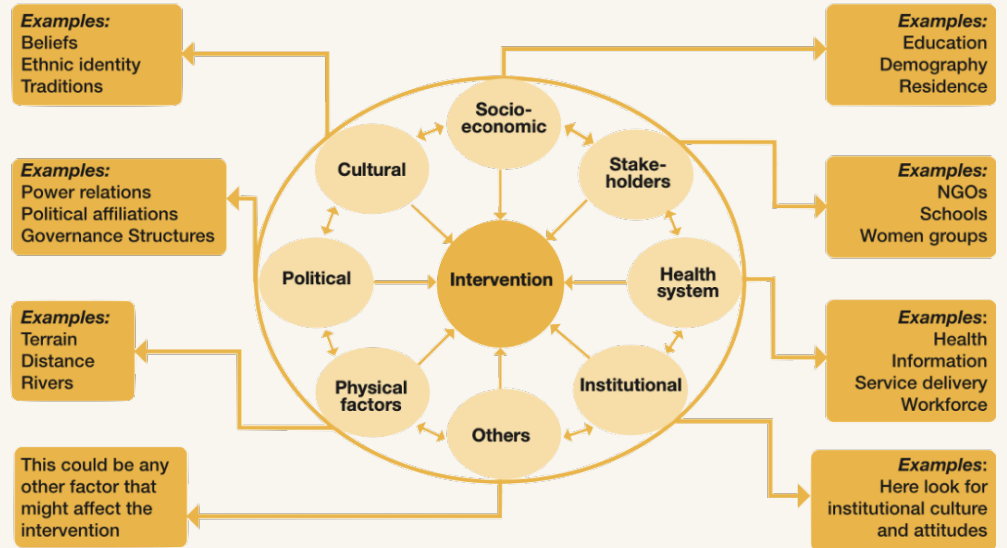 Examples:
Beliefs
Ethnic identity
Traditions
Examples:
Education
Demography
Residence
Socio-
economic
Cultural
Stake-
holders
Examples:
Power relations
Political affiliations
Governance Structures
Examples:
NGOs
Schools
Women groups
Political
Intervention
Health
system
Examples:
Terrain
Distance
Rivers
Examples:
Health
Information
Service delivery
Workforce
Physical
factors
Institutional
Others
This could be any
other factor that
might affect the
intervention
Examples:
Here look for
institutional culture
and attitudes